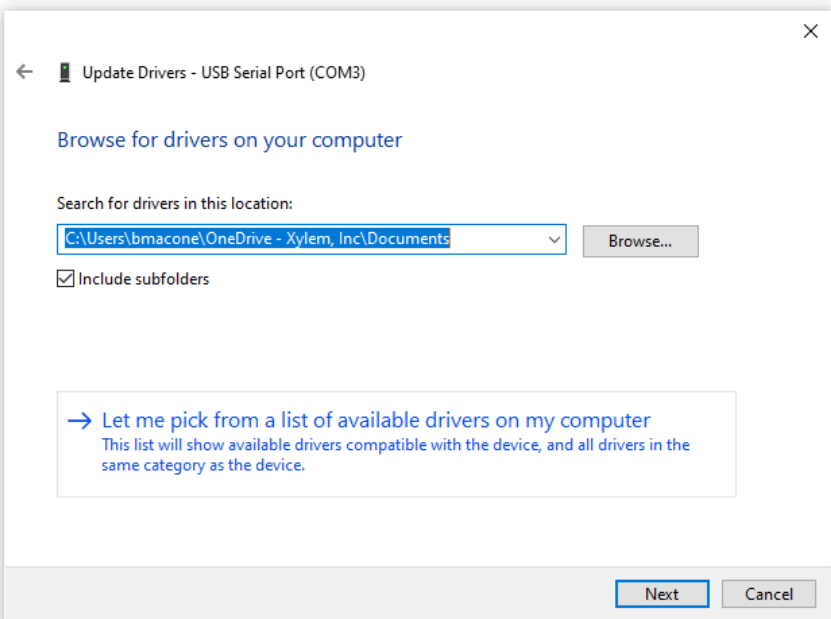 Update Drivers - USB Serial Port (COM3)
Browse for drivers on your computer
Search for drivers in this location:
C:\Users\bmacone\OneDrive - Xylem, Inc\Documents
Browse...
Include subfolders
Let me pick from a list of available drivers on my computer
This list will show available drivers compatible with the device, and all drivers in the
same category as the device.
Next
Cancel